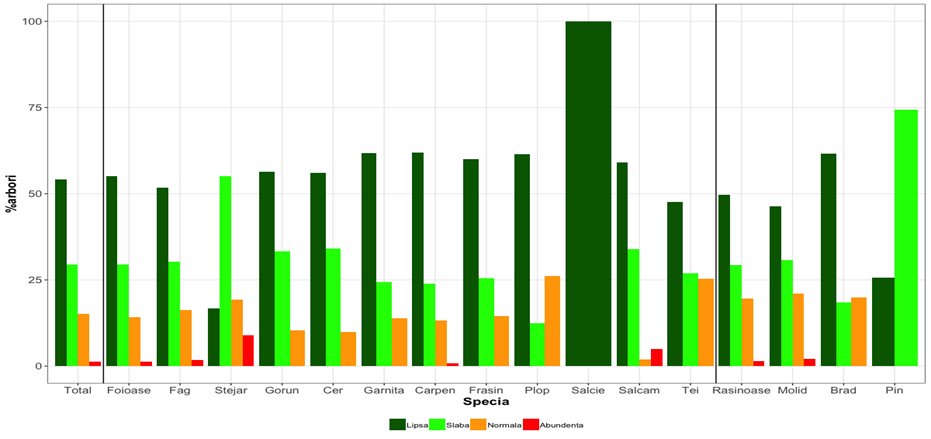 100
75
50
25
0
%arbori
Total Foioase Fag Stejar Gorun Cer Garnita Carpen Frasin Plop Salcie Salcam Tei Rasinoase Molid Brad Pin
Specia
Lipsa Slaba Normala Abundenta